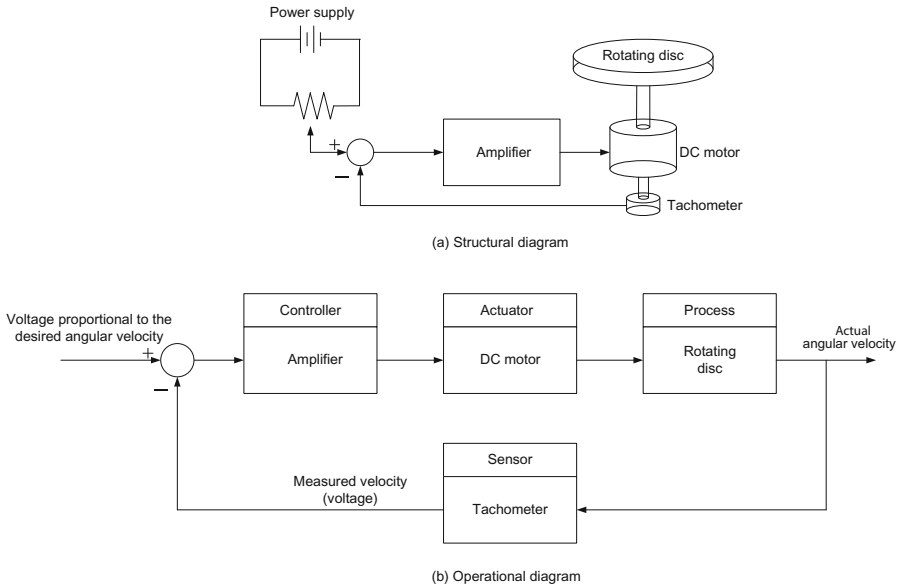 Power supply
Rotating disc
+
Amplifier
DC motor
−
Tachometer
(a) Structural diagram
Controller
Actuator
Process
Voltage proportional to the
desired angular velocity
Actual
angular velocity
+
Amplifier
DC motor
Rotating
disc
−
Sensor
Measured velocity
(voltage)
Tachometer
(b) Operational diagram